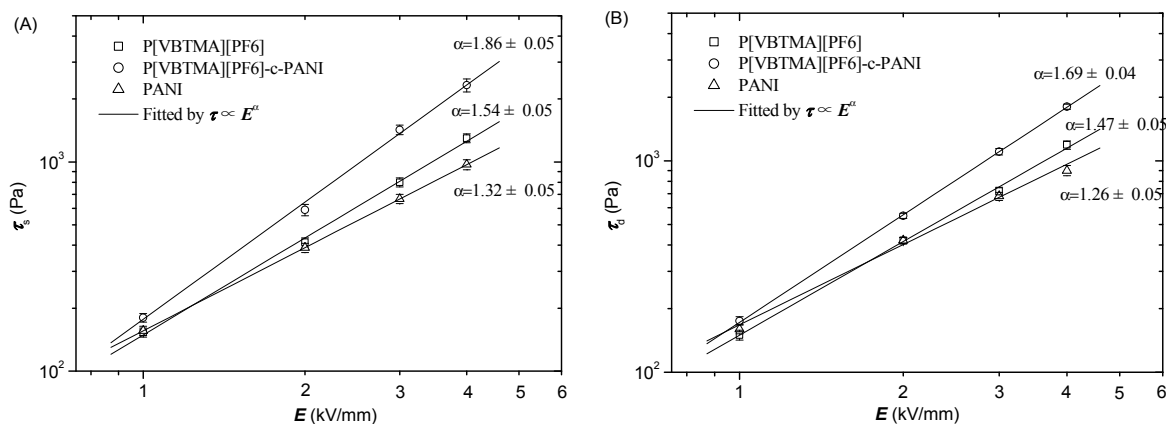 (A)
P[VBTMA][PF6]
P[VBTMA][PF6]-c-PANI
PANI
Fitted by τ ∝ E^α
α=1.86 ± 0.05
α=1.54 ± 0.05
α=1.32 ± 0.05
10^3
10^2
τ_s (Pa)
1 2 3 4 5 6
E (kV/mm)
(B)
P[VBTMA][PF6]
P[VBTMA][PF6]-c-PANI
PANI
Fitted by τ ∝ E^α
α=1.69 ± 0.04
α=1.47 ± 0.05
α=1.26 ± 0.05
10^3
10^2
τ_d (Pa)
1 2 3 4 5 6
E (kV/mm)